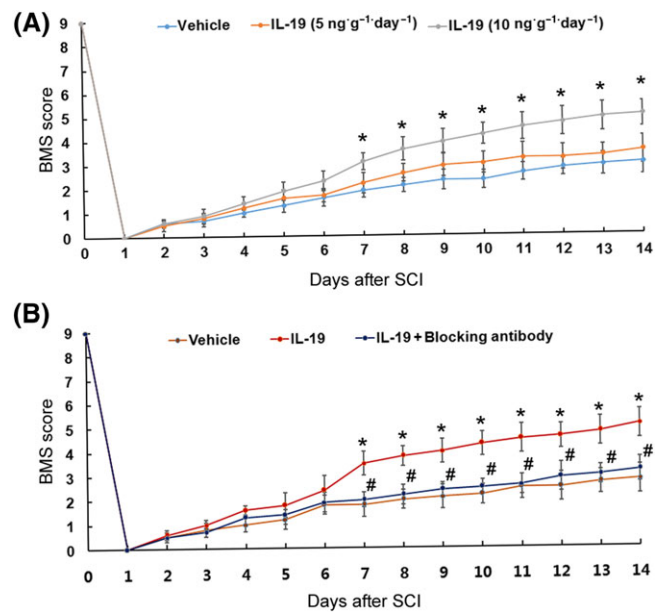 (A)
Vehicle IL-19 (5 ng·g⁻¹·day⁻¹) IL-19 (10 ng·g⁻¹·day⁻¹)
BMS score
9
8
7
6
5
4
3
2
1
0
* * * * * * * *
0 1 2 3 4 5 6 7 8 9 10 11 12 13 14
Days after SCI
(B)
Vehicle IL-19 IL-19 + Blocking antibody
BMS score
9
8
7
6
5
4
3
2
1
0
* * * * * * * *
# # # # # # # #
0 1 2 3 4 5 6 7 8 9 10 11 12 13 14
Days after SCI